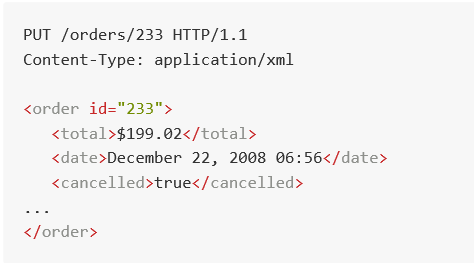 PUT /orders/233 HTTP/1.1
Content-Type: application/xml
<order id="233">
<total>$199.02</total>
<date>December 22, 2008 06:56</date>
<cancelled>true</cancelled>
...
</order>